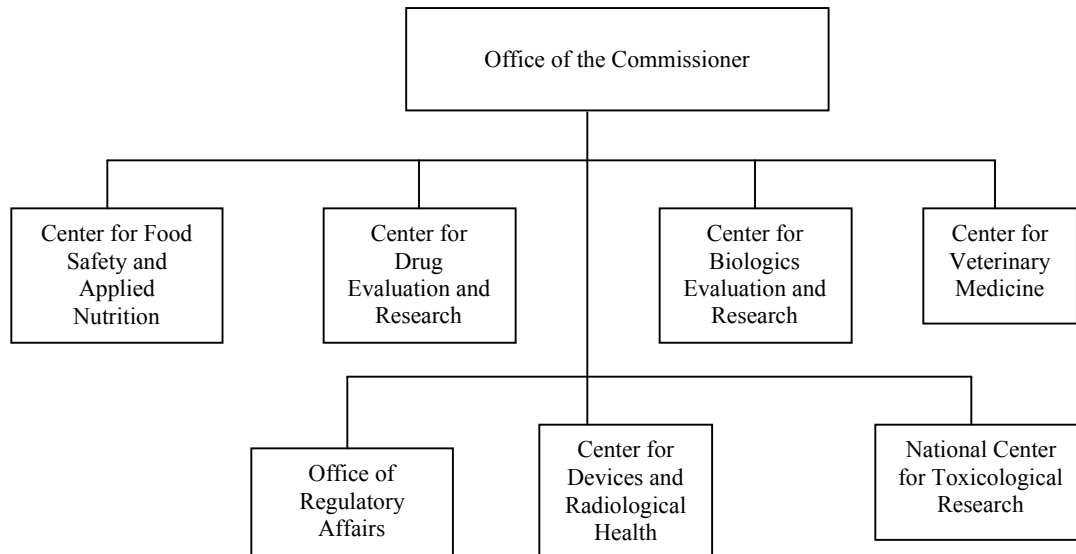 Office of the Commissioner
Center for Food
Safety and
Applied
Nutrition
Center for
Drug
Evaluation and
Research
Center for
Biologics
Evaluation and
Research
Center for
Veterinary
Medicine
Office of
Regulatory
Affairs
Center for
Devices and
Radiological
Health
National Center
for Toxicological
Research